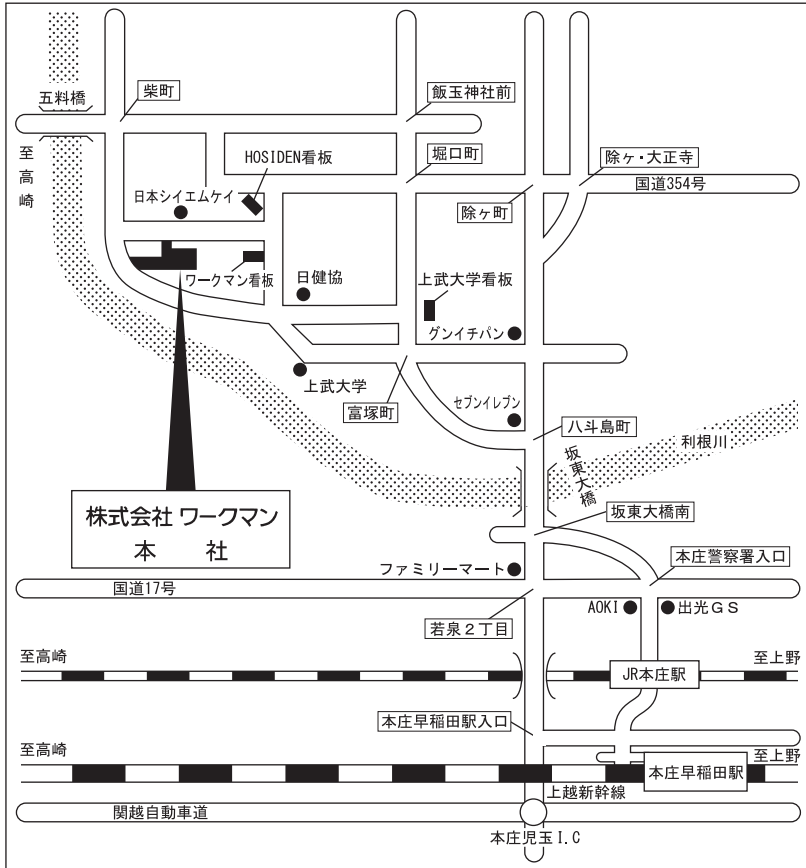 五料橋
柴町
飯玉神社前
至高崎
HOSIDEN看板
堀口町
除ヶ・大正寺
国道354号
日本シイエムケイ
除ヶ町
ワークマン看板
日健協
上武大学看板
グンイチパン
上武大学
富塚町
セブンイレブン
八斗島町
利根川
坂東大橋
株式会社 ワークマン
本　社
坂東大橋南
ファミリーマート
本庄警察署入口
国道17号
AOKI
出光ＧＳ
若泉２丁目
至高崎
至上野
JR本庄駅
本庄早稲田駅入口
至高崎
至上野
本庄早稲田駅
上越新幹線
関越自動車道
本庄児玉I.C